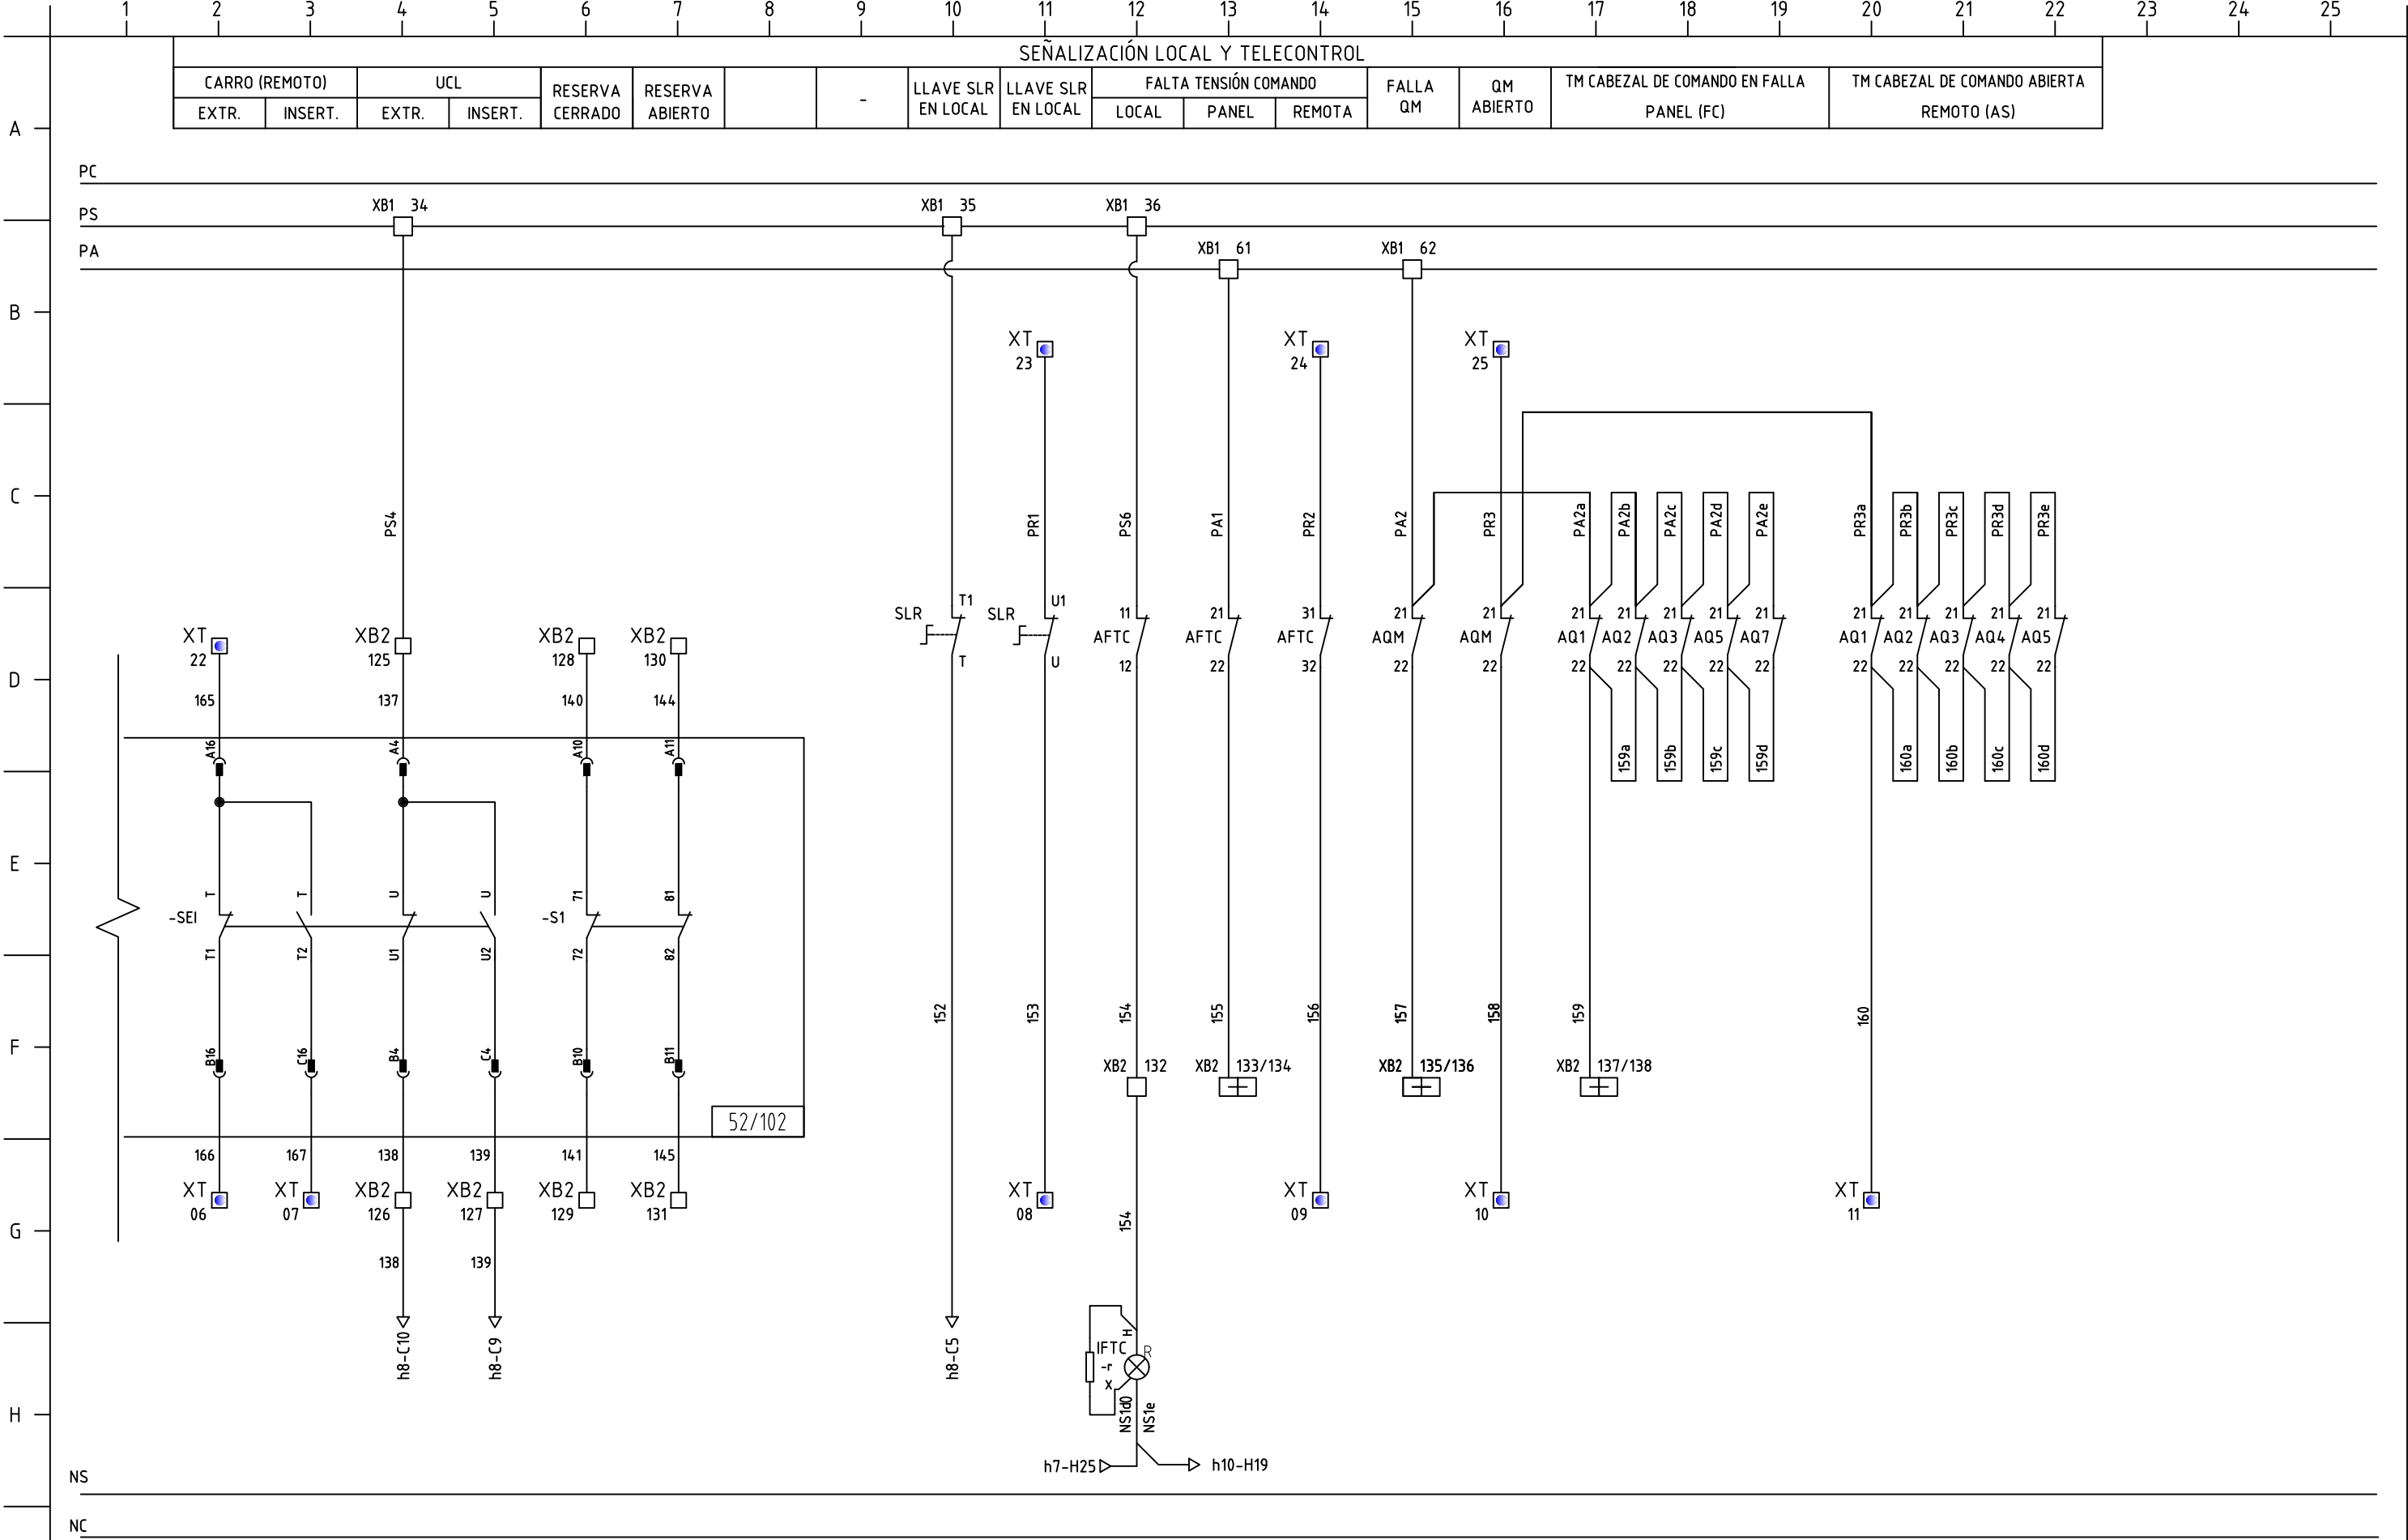 1 2 3 4 5 6 7 8 9 10 11 12 13 14 15 16 17 18 19 20 21 22 23 24 25
SEÑALIZACIÓN LOCAL Y TELECONTROL
CARRO (REMOTO) UCL RESERVA CERRADO RESERVA ABIERTO - LLAVE SLR EN LOCAL LLAVE SLR EN LOCAL FALTA TENSIÓN COMANDO FALLA QM QM ABIERTO TM CABEZAL DE COMANDO EN FALLA TM CABEZAL DE COMANDO ABIERTA
EXTR. INSERT. EXTR. INSERT. LOCAL PANEL REMOTA PANEL (FC) REMOTO (AS)
A
PC
XB1 34 XB1 35 XB1 36
PS
XB1 61 XB1 62
PA
B
XT XT XT
23 24 25
C
PS4 PR1 PS6 PA1 PR2 PA2 PR3 PA2a PA2b PA2c PA2d PA2e PR3a PR3b PR3c PR3d PR3e
T1 U1
SLR SLR 11 21 31 21 21 21 21 21 21 21 21 21 21 21 21
XT XB2 XB2 XB2 AFTC AFTC AFTC AQM AQM AQ1 AQ2 AQ3 AQ5 AQ7 AQ1 AQ2 AQ3 AQ4 AQ5
22 125 128 130 T U 12 22 32 22 22 22 22 22 22 22 22 22 22 22 22
D
165 137 140 144
A16 A4 A10 A11 159a 159b 159c 159d 160a 160b 160c 160d
E
T T U U 71 81
-SEI -S1
T1 T2 U1 U2 72 82
152 153 154 155 156 157 158 159 160
F
B16 C16 B4 C4 B10 B11
XB2 132 XB2 133/134 XB2 135/136 XB2 137/138
52/102
166 167 138 139 141 145
XT XT XB2 XB2 XB2 XB2 XT XT XT XT
06 07 126 127 129 131 08 09 10 11
G
154
138 139
h8-C10 h8-C9 h8-C5
H
IFTC R
-r
X
H
NS1d0 NS1e
h7-H25 h10-H19
NS
NC